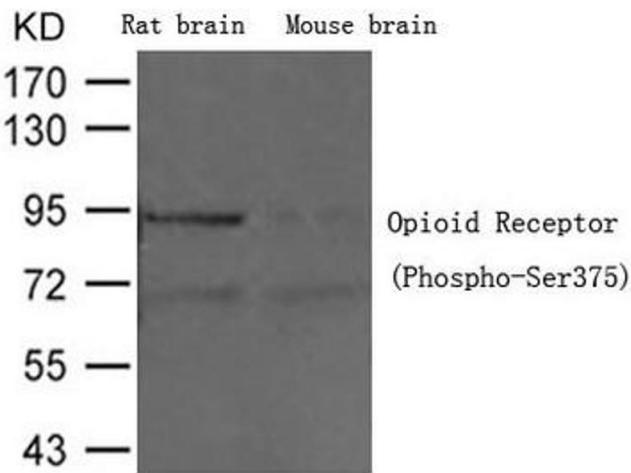 KD Rat brain Mouse brain
170
130
95
Opioid Receptor
72 (Phospho-Ser375)
55
43